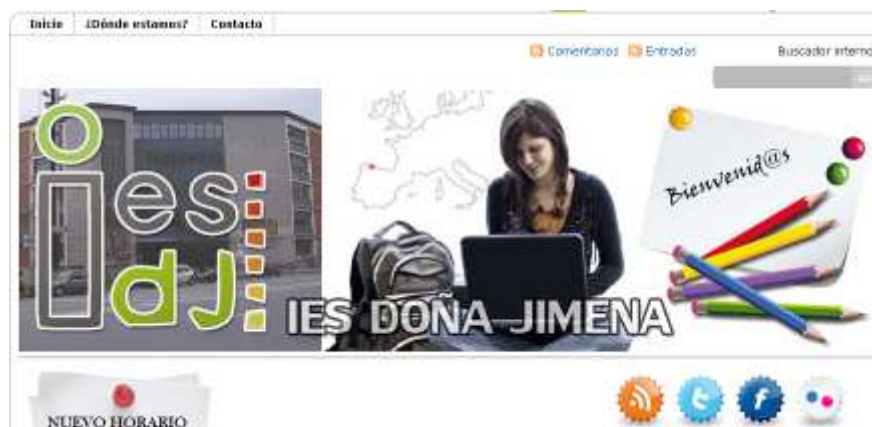 Inicio ¿Dónde estamos? Contacto
Comentarios Entradas Buscador interno
ies
dj
Bienvenid@s
IES DOÑA JIMENA
NUEVO HORARIO